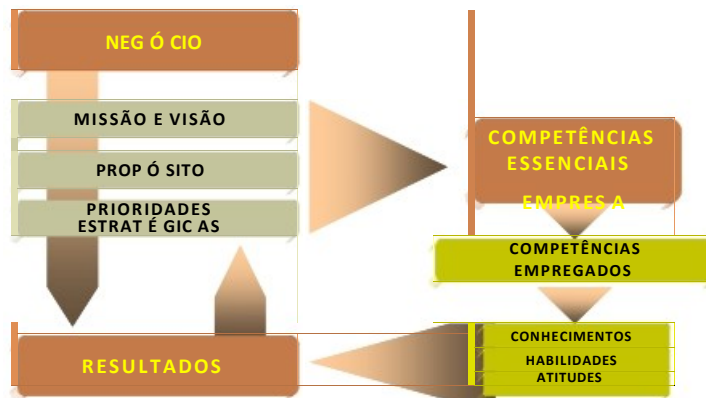 NEG Ó CIO
MISSÃO E VISÃO
PROP Ó SITO
PRIORIDADES
ESTRAT É GIC AS
RESULTADOS
COMPETÊNCIAS
ESSENCIAIS
EMPRES A
COMPETÊNCIAS
EMPREGADOS
CONHECIMENTOS
HABILIDADES
ATITUDES